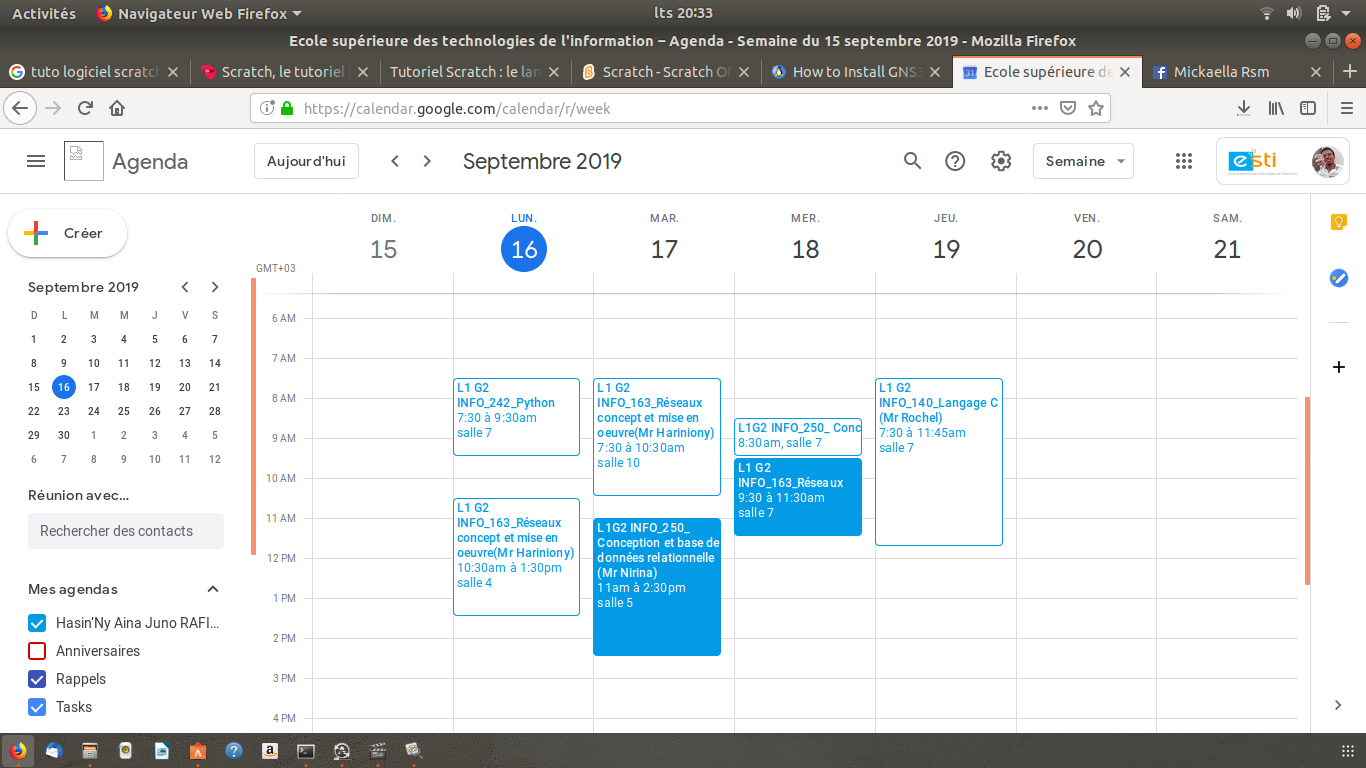 Activités Navigateur Web Firefox lts 20:33
Ecole supérieure des technologies de l'information – Agenda - Semaine du 15 septembre 2019 - Mozilla Firefox
tuto logiciel scratch Scratch, le tutoriel Tutoriel Scratch : le lan Scratch - Scratch Of How to Install GNS3 Ecole supérieure de Mickaella Rsm
https://calendar.google.com/calendar/r/week
Agenda Aujourd'hui Septembre 2019 Semaine esti
Créer
DIM. LUN. MAR. MER. JEU. VEN. SAM.
15 16 17 18 19 20 21
GMT+03
Septembre 2019
D L M M J V S
1 2 3 4 5 6 7
8 9 10 11 12 13 14
15 16 17 18 19 20 21
22 23 24 25 26 27 28
29 30 1 2 3 4 5
6 7 8 9 10 11 12
Réunion avec...
Rechercher des contacts
Mes agendas
Hasin'Ny Aina Juno RAFI...
Anniversaires
Rappels
Tasks
6 AM
7 AM
8 AM
9 AM
10 AM
11 AM
12 PM
1 PM
2 PM
3 PM
4 PM
L1 G2
INFO_242_Python
7:30 à 9:30am
salle 7
L1 G2
INFO_163_Réseaux
concept et mise en
oeuvre(Mr Hariniony)
10:30am à 1:30pm
salle 4
L1 G2
INFO_163_Réseaux
concept et mise en
oeuvre(Mr Hariniony)
7:30 à 10:30am
salle 10
L1G2 INFO_250_
Conception et base de
données relationnelle
(Mr Nirina)
11am à 2:30pm
salle 5
L1G2 INFO_250_ Conc
8:30am, salle 7
L1 G2
INFO_163_Réseaux
9:30 à 11:30am
salle 7
L1 G2
INFO_140_Langage C
(Mr Rochel)
7:30 à 11:45am
salle 7